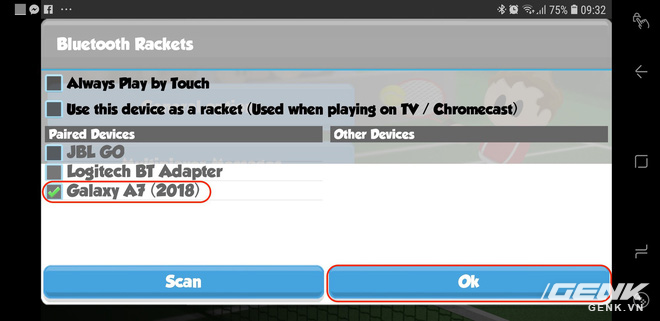 75% 09:32
Bluetooth Rackets
Always Play by Touch
Use this device as a racket (Used when playing on TV / Chromecast)
Paired Devices
Other Devices
JBL GO
Logitech BT Adapter
Galaxy A7 (2018)
Scan
Ok
GENK
GENK.VN